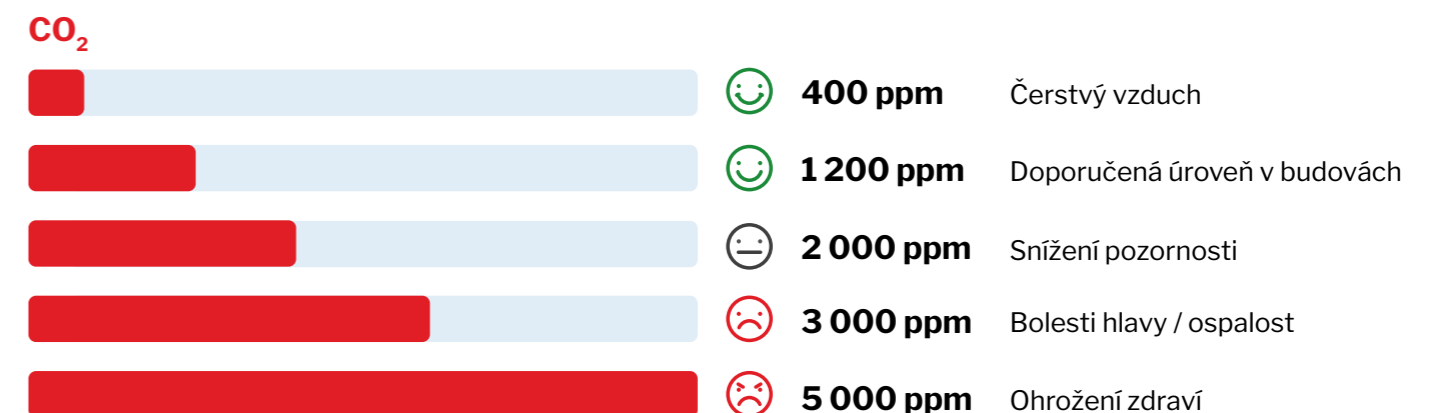 CO₂
400 ppm Čerstvý vzduch
1 200 ppm Doporučená úroveň v budovách
2 000 ppm Snížení pozornosti
3 000 ppm Bolesti hlavy / ospalost
5 000 ppm Ohrožení zdraví